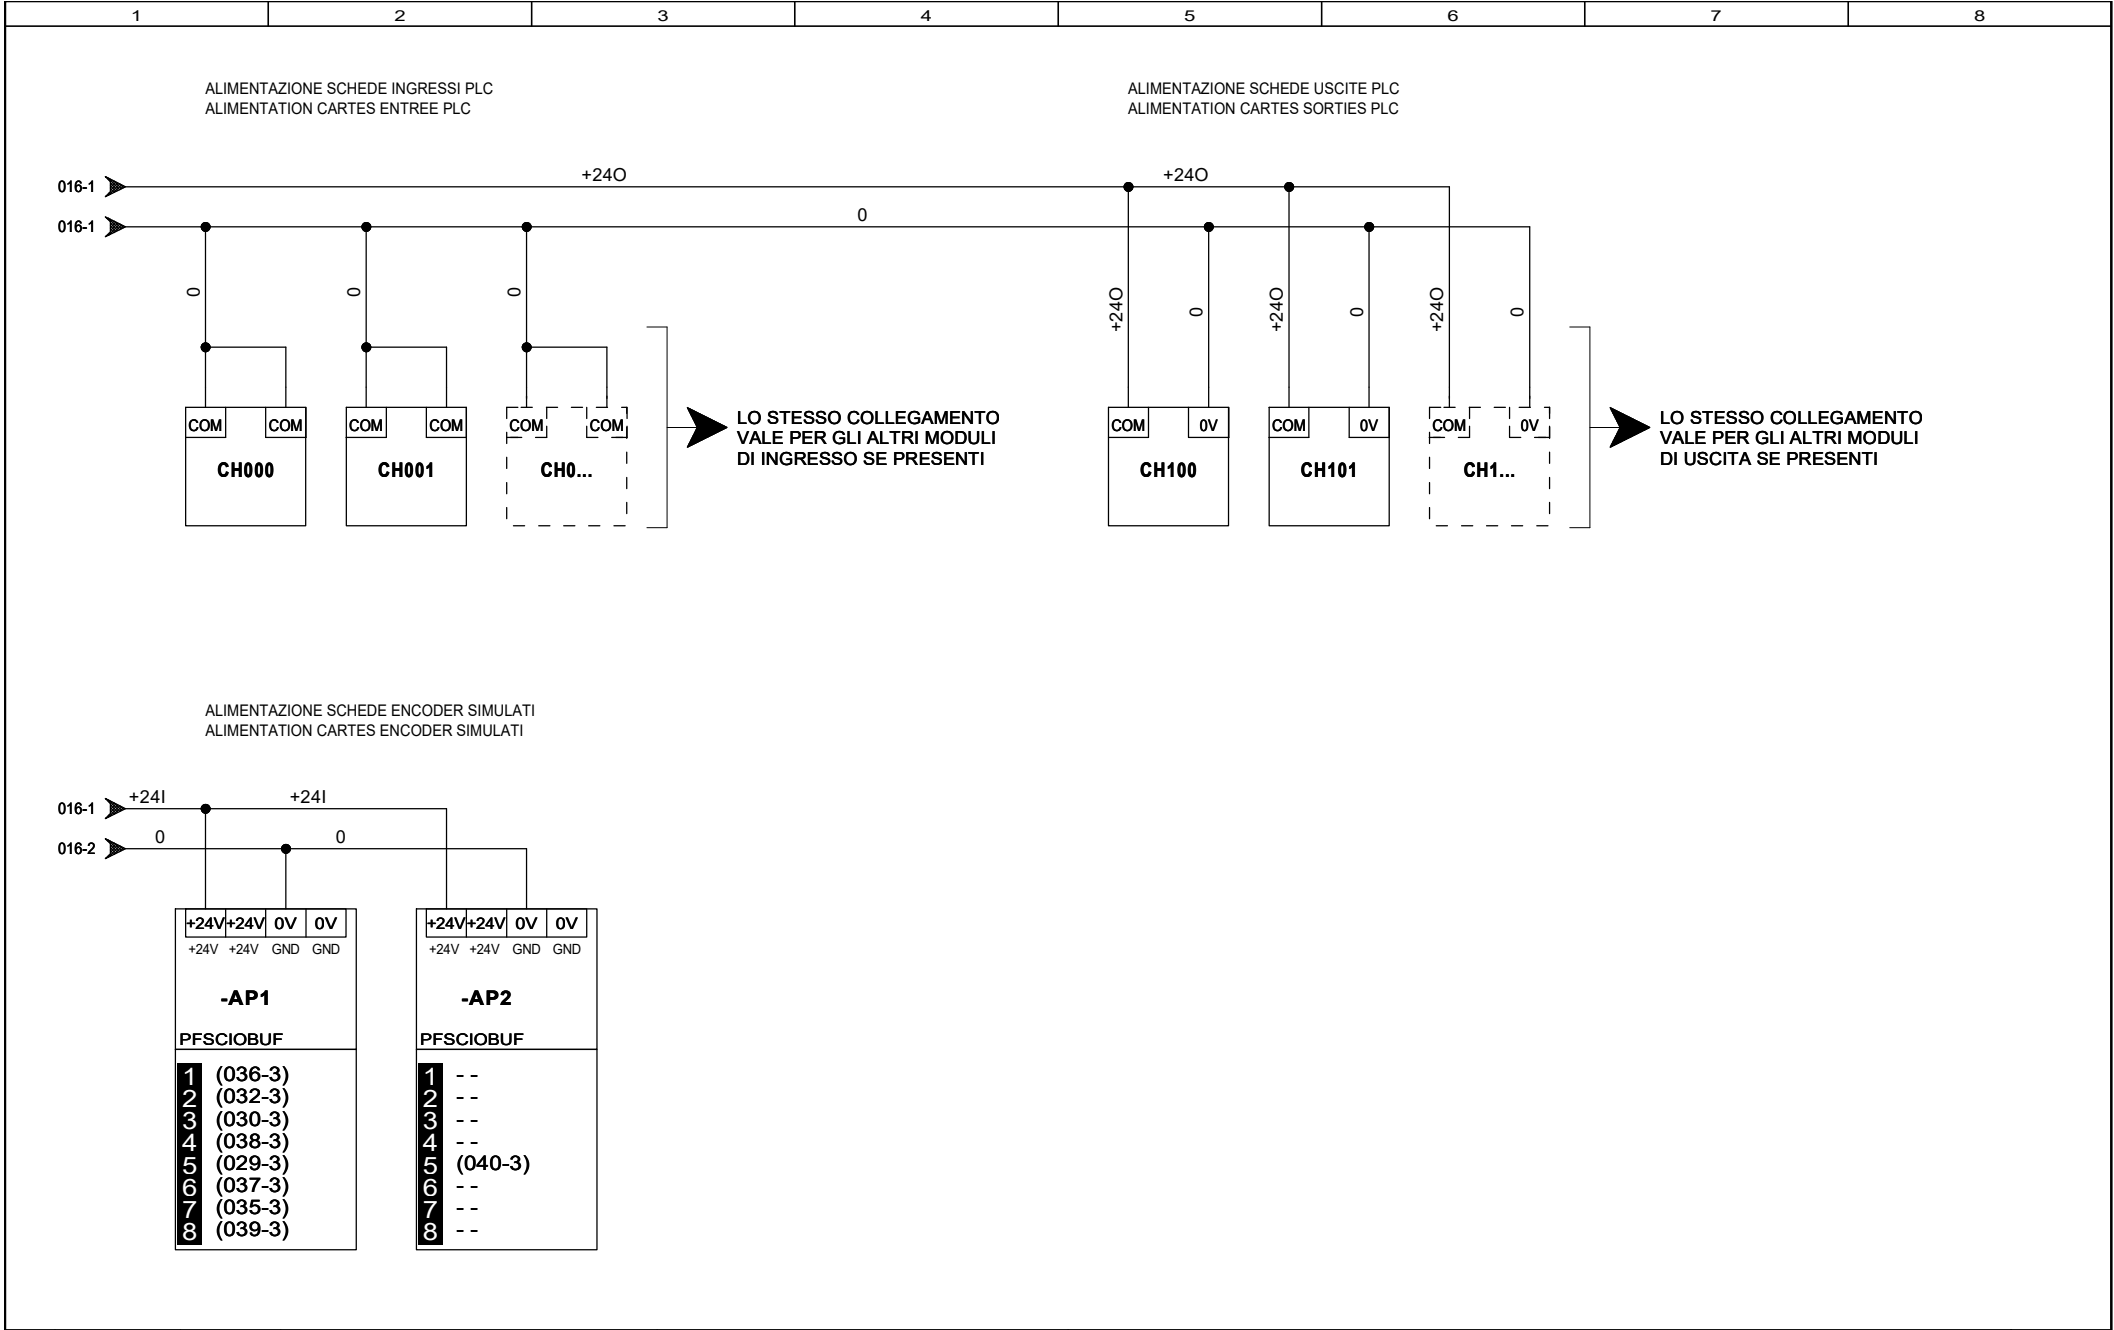 1 2 3 4 5 6 7 8
ALIMENTAZIONE SCHEDE INGRESSI PLC
ALIMENTATION CARTES ENTREE PLC
ALIMENTAZIONE SCHEDE USCITE PLC
ALIMENTATION CARTES SORTIES PLC
016-1 +24O +24O
016-1 0
0 0 0 +24O 0 +24O 0 +24O 0
COM COM COM COM COM COM
CH000 CH001 CH0...
LO STESSO COLLEGAMENTO
VALE PER GLI ALTRI MODULI
DI INGRESSO SE PRESENTI
COM 0V COM 0V COM 0V
CH100 CH101 CH1...
LO STESSO COLLEGAMENTO
VALE PER GLI ALTRI MODULI
DI USCITA SE PRESENTI
ALIMENTAZIONE SCHEDE ENCODER SIMULATI
ALIMENTATION CARTES ENCODER SIMULATI
016-1 +24I +24I
016-2 0 0
+24V +24V 0V 0V
+24V +24V GND GND
-AP1
PFSCIOBUF
1 (036-3)
2 (032-3)
3 (030-3)
4 (038-3)
5 (029-3)
6 (037-3)
7 (035-3)
8 (039-3)
+24V +24V 0V 0V
+24V +24V GND GND
-AP2
PFSCIOBUF
1 - -
2 - -
3 - -
4 - -
5 (040-3)
6 - -
7 - -
8 - -